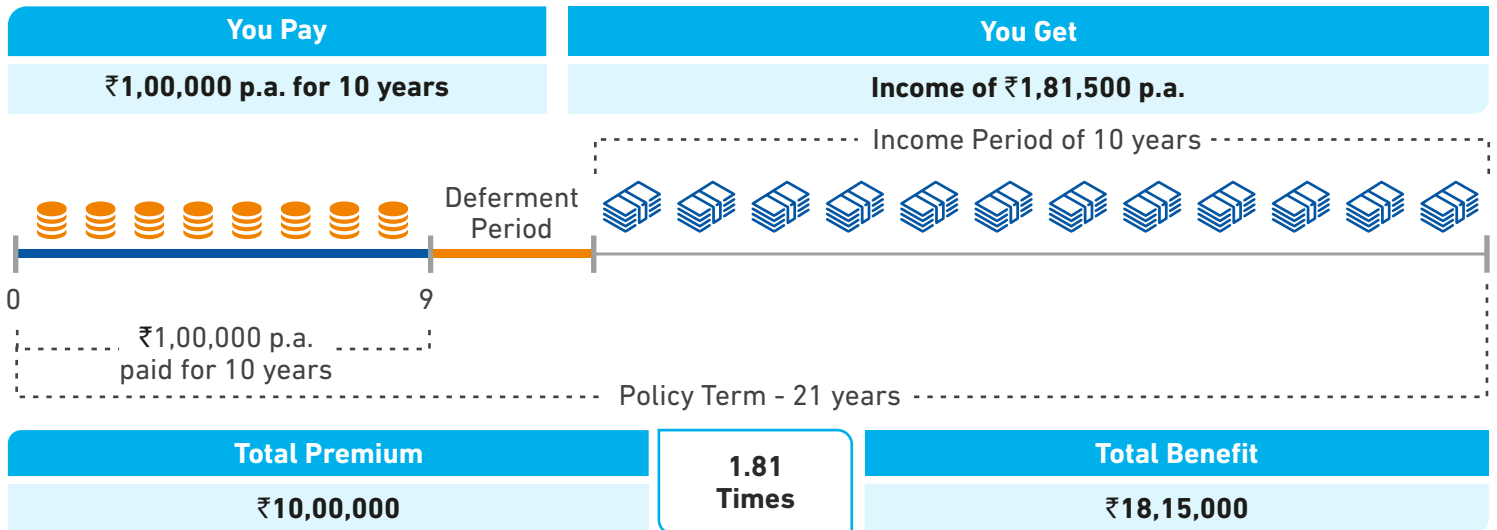 You Pay
₹1,00,000 p.a. for 10 years
You Get
Income of ₹1,81,500 p.a.
Income Period of 10 years
Deferment
Period
0
9
₹1,00,000 p.a.
paid for 10 years
Policy Term - 21 years
Total Premium
₹10,00,000
1.81
Times
Total Benefit
₹18,15,000